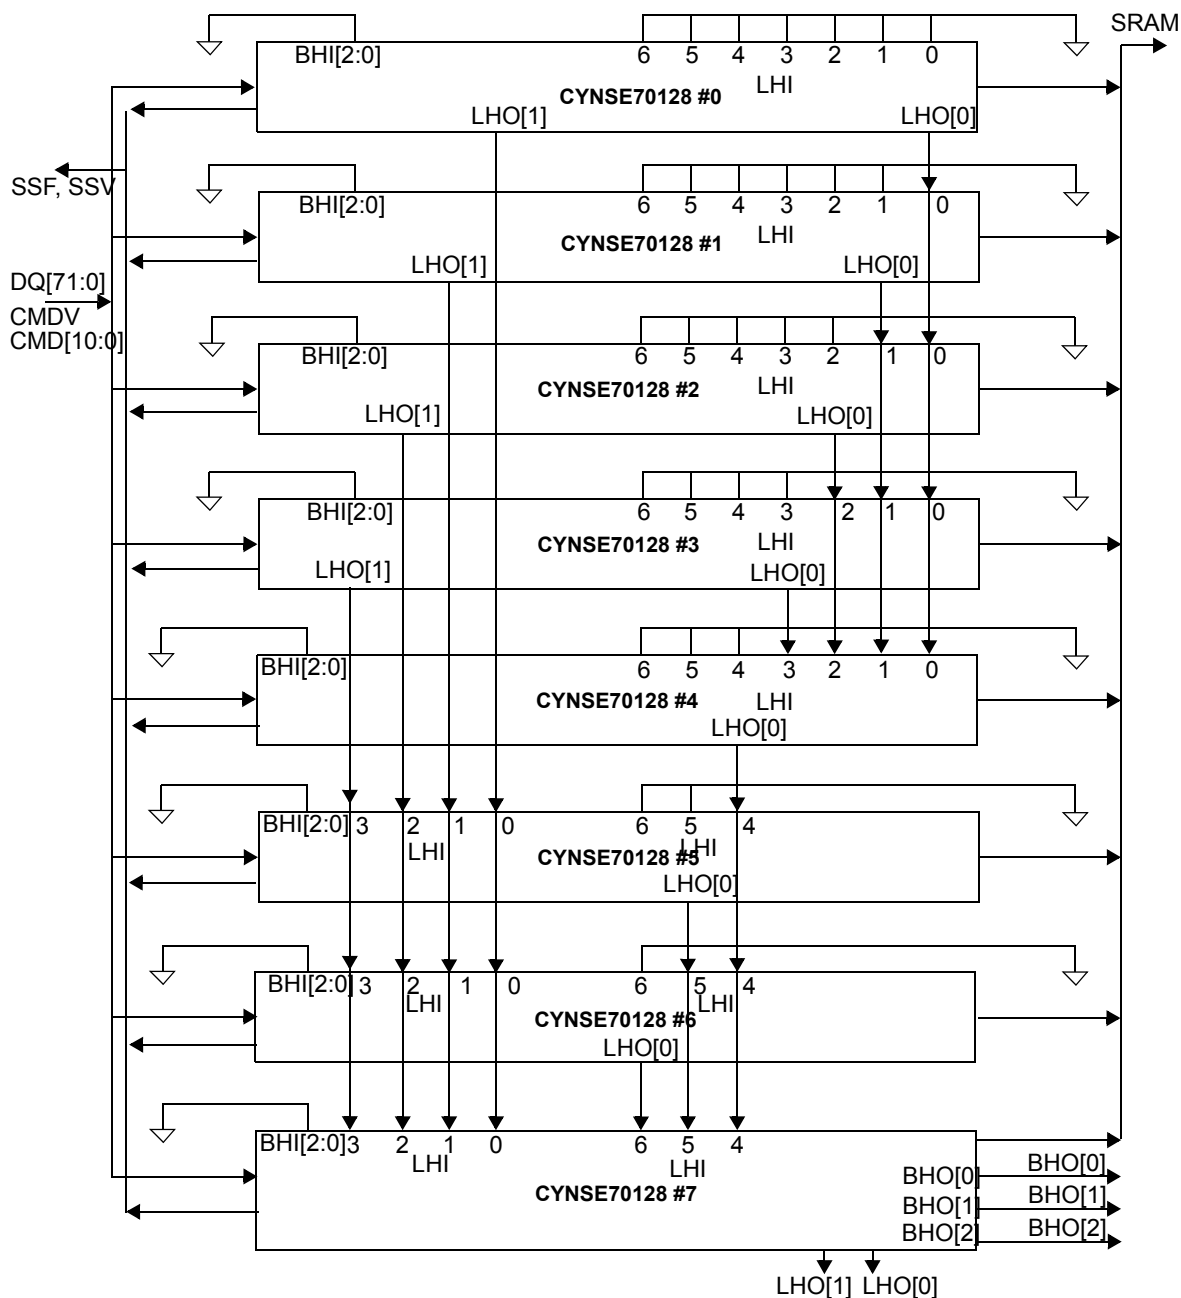 SRAM
BHI[2:0] 6 5 4 3 2 1 0
LHI
CYNSE70128 #0
LHO[1] LHO[0]
SSF, SSV
BHI[2:0] 6 5 4 3 2 1 0
LHI
CYNSE70128 #1
LHO[1] LHO[0]
DQ[71:0]
CMDV
CMD[10:0]
BHI[2:0] 6 5 4 3 2 1 0
LHI
CYNSE70128 #2
LHO[1] LHO[0]
BHI[2:0] 6 5 4 3 2 1 0
LHI
CYNSE70128 #3
LHO[1] LHO[0]
BHI[2:0] 6 5 4 3 2 1 0
LHI
CYNSE70128 #4
LHO[0]
BHI[2:0] 3 2 1 0 6 5 4
LHI LHI
CYNSE70128 #5
LHO[0]
BHI[2:0] 3 2 1 0 6 5 4
LHI LHI
CYNSE70128 #6
LHO[0]
BHI[2:0] 3 2 1 0 6 5 4
LHI LHI
CYNSE70128 #7
BHO[0] BHO[0]
BHO[1] BHO[1]
BHO[2] BHO[2]
LHO[1] LHO[0]